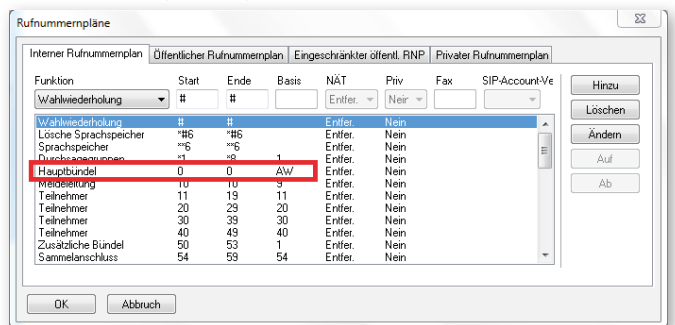 Rufnummernpläne
Interner Rufnummernplan Öffentlicher Rufnummernplan Eingeschränkter öffentl. RNP Privater Rufnummernplan
Funktion Start Ende Basis NÄT Priv Fax SIP-Account-Ve
Wahlwiederholung # # Entfer. Nein
Wahlwiederholung # # Entfer. Nein
Lösche Sprachspeicher *#6 *#6 Entfer. Nein
Sprachspeicher **6 **6 Entfer. Nein
Durchsagegruppen *1 *8 1 Entfer. Nein
Hauptbündel 0 0 AW Entfer. Nein
Meldeleitung 10 10 9 Entfer. Nein
Teilnehmer 11 19 11 Entfer. Nein
Teilnehmer 20 29 20 Entfer. Nein
Teilnehmer 30 39 30 Entfer. Nein
Teilnehmer 40 49 40 Entfer. Nein
Zusätzliche Bündel 50 53 1 Entfer. Nein
Sammelanschluss 54 59 54 Entfer. Nein
Hinzu
Löschen
Ändern
Auf
Ab
OK Abbruch